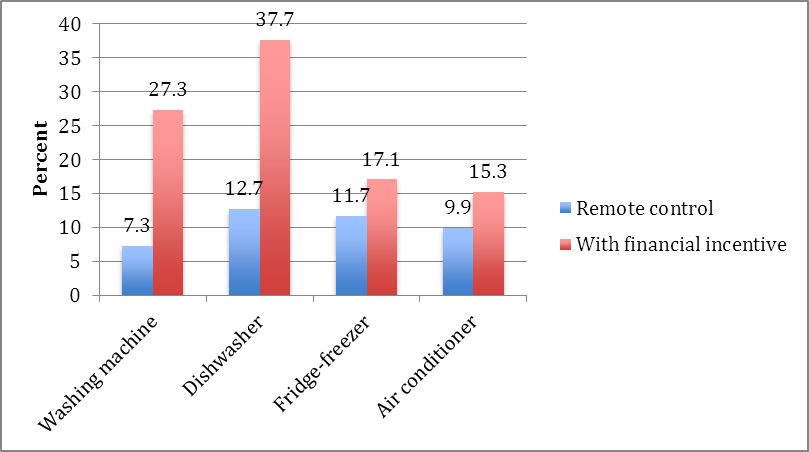 Percent
40
35
30
25
20
15
10
5
0
7.3
27.3
12.7
37.7
11.7
17.1
9.9
15.3
Washing machine
Dishwasher
Fridge-freezer
Air conditioner
Remote control
With financial incentive